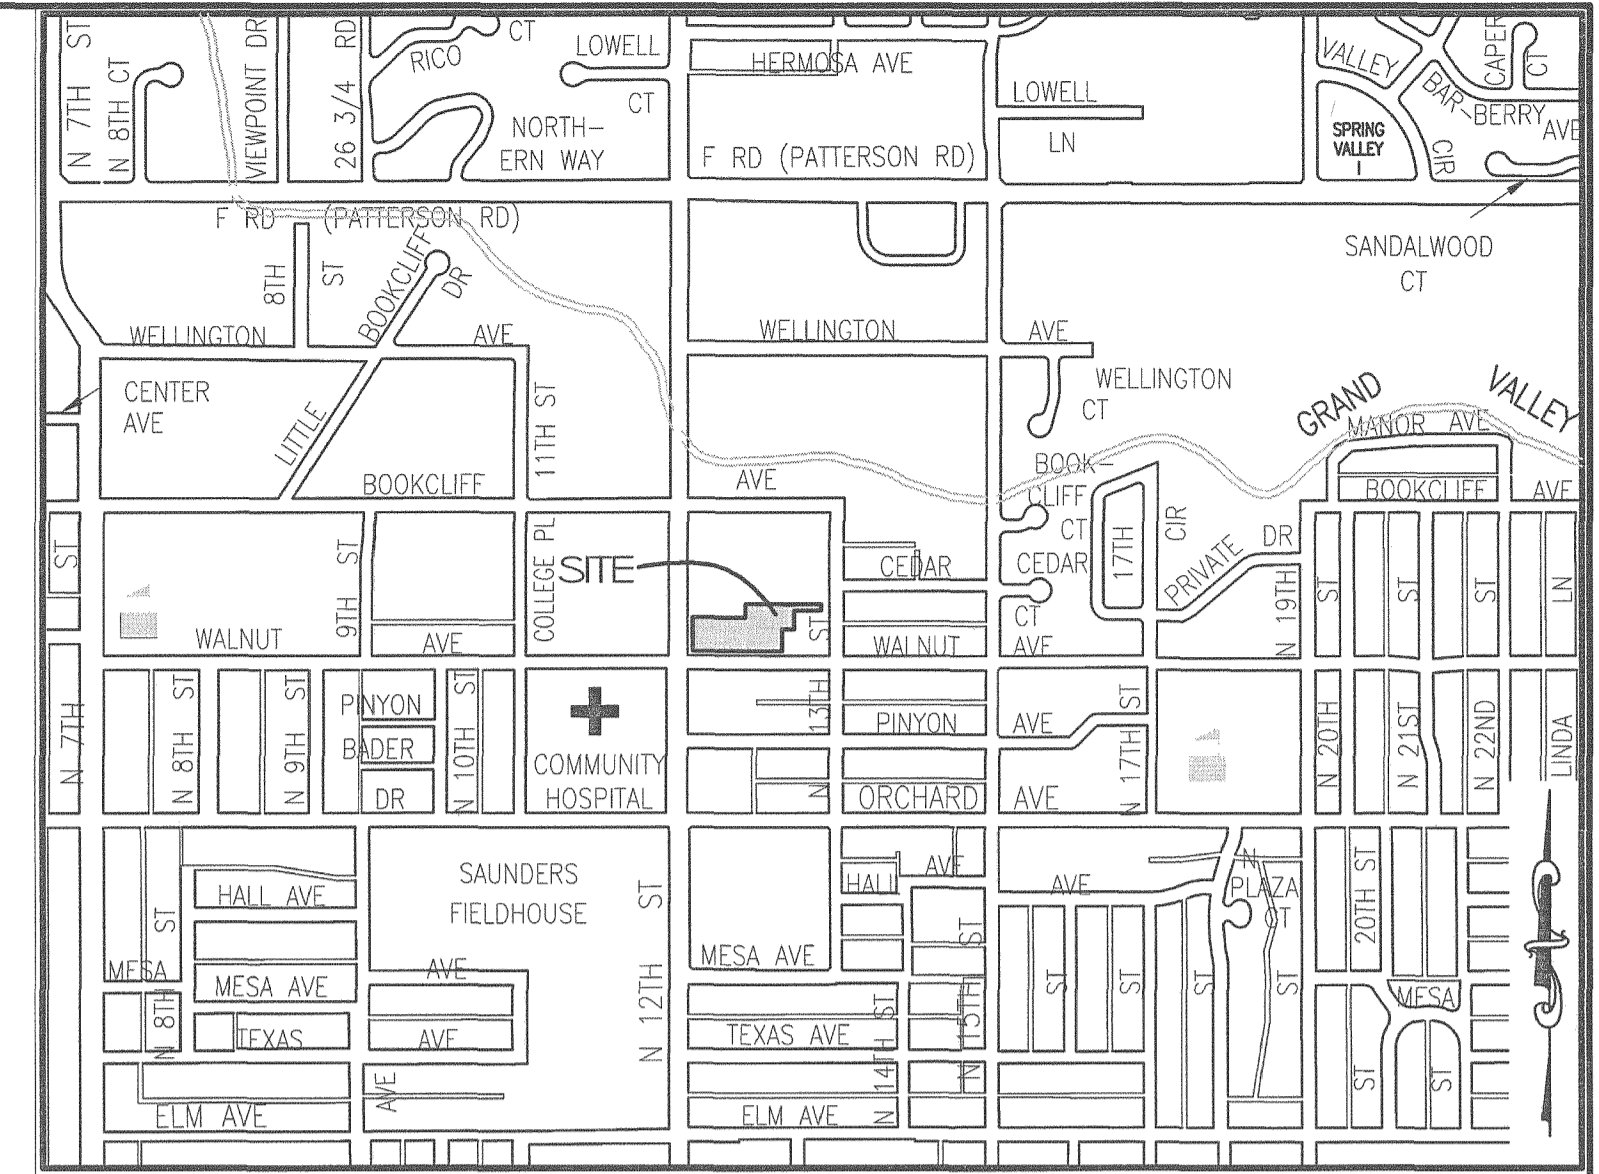 N 7TH ST
N 8TH CT
VIEWPOINT DR
26 3/4 RD
RICO
CT
LOWELL
CT
NORTH-
ERN WAY
HERMOSA AVE
F RD (PATTERSON RD)
LOWELL
LN
VALLEY
CIR
SPRING
VALLEY
1
BAR-BERRY
AVE
CAPER
CT
SANDALWOOD
CT
F RD (PATTERSON RD)
8TH ST
BOOKCLIFF
DR
LITTLE
WELLINGTON AVE
WELLINGTON AVE
CENTER
AVE
11TH ST
BOOKCLIFF AVE
WELLINGTON
CT
GRAND VALLEY
MANOR AVE
BOOKCLIFF AVE
BOOK-
CLIFF
CT
CEDAR
CT
17TH
CIR
PRIVATE DR
ST
9TH ST
COLLEGE PL
SITE
CEDAR
WALNUT AVE
WALNUT AVE
N 19TH
ST
ST
ST
LN
N 7TH
N 8TH ST
N 9TH ST
PINYON
BADER
DR
N 10TH ST
COMMUNITY
HOSPITAL
N 13TH ST
PINYON AVE
ORCHARD AVE
N 17TH ST
N 20TH
N 21ST
N 22ND
LINDA
HALL AVE
SAUNDERS
FIELDHOUSE
N 12TH ST
HALL AVE
AVE
N
PLAZA
CT
20TH ST
MESA AVE
MESA AVE
MESA AVE
MESA
N 8TH ST
TEXAS AVE
TEXAS AVE
N 14TH ST
N 15TH ST
ST
ST
ST
ST
ST
ST
ELM AVE
AVE
ELM AVE